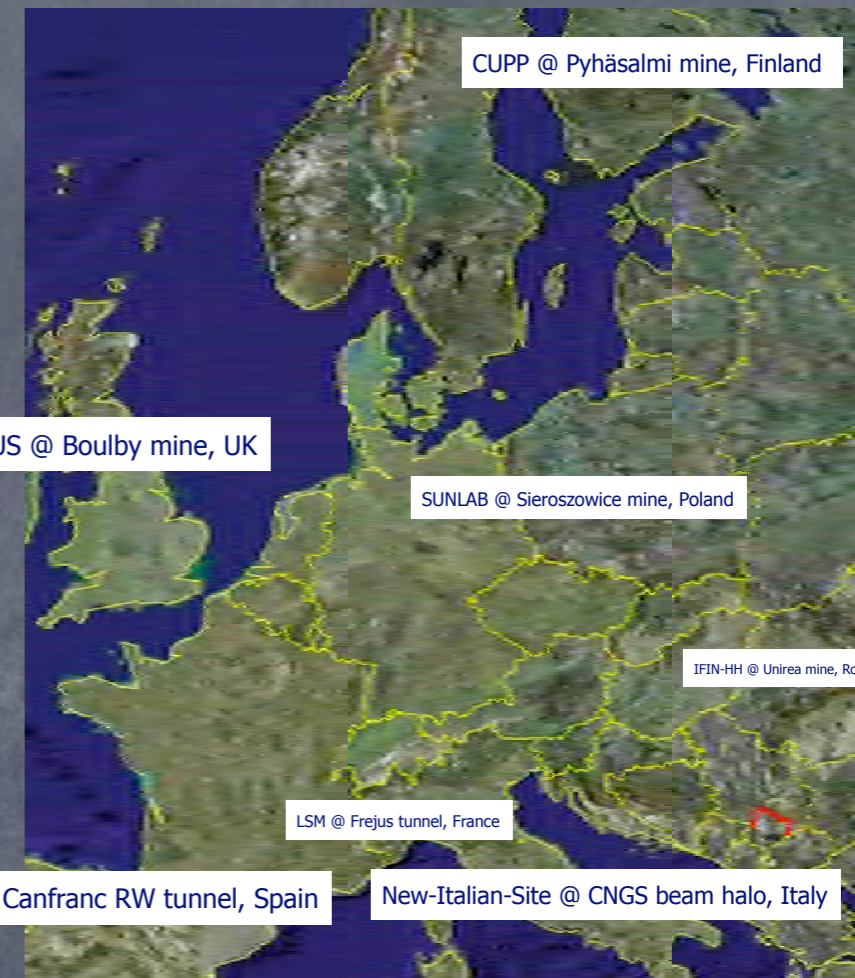 CUPP @ Pyhäsalmi mine, Finland
US @ Boulby mine, UK
SUNLAB @ Sieroszowice mine, Poland
IFIN-HH @ Unirea mine,
LSM @ Frejus tunnel, France
Canfranc RW tunnel, Spain
New-Italian-Site @ CNGS beam halo, Italy